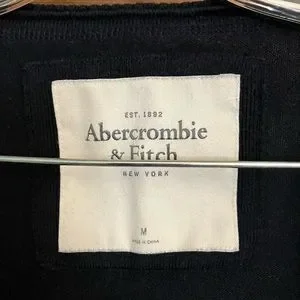 EST. 1892
Abercrombie
& Fitch
NEW YORK
M
MADE IN CHINA